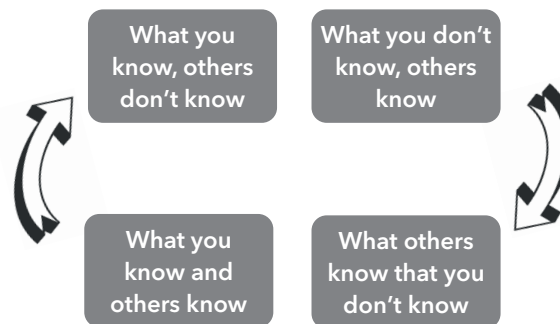 What you
know, others
don’t know
What you don’t
know, others
know
What you
know and
others know
What others
know that you
don’t know